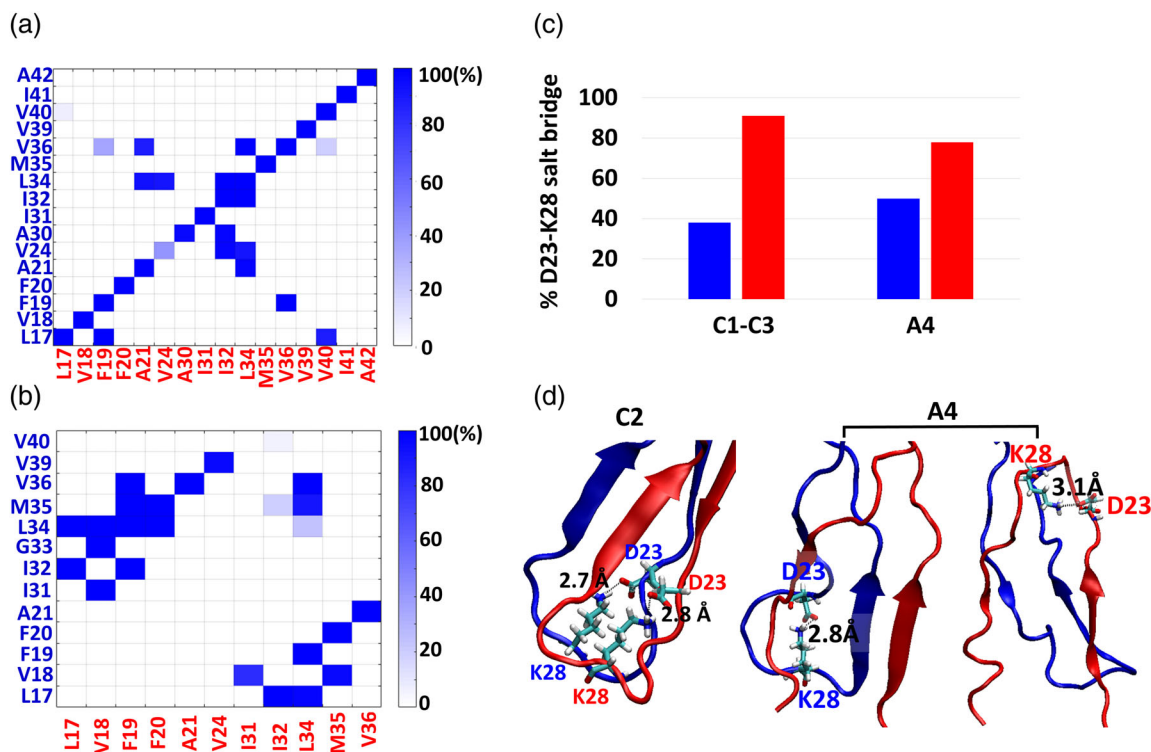 (a)
A42
I41
V40
V39
V36
M35
L34
I32
I31
A30
V24
A21
F20
F19
V18
L17
L17
V18
F19
F20
A21
V24
A30
I31
I32
L34
M35
V36
V39
V40
I41
A42
100(%)
80
60
40
20
0
(c)
% D23-K28 salt bridge
100
80
60
40
20
0
C1-C3
A4
(b)
V40
V39
V36
M35
L34
G33
I32
I31
A21
F20
F19
V18
L17
L17
V18
F19
F20
A21
V24
I31
I32
L34
M35
V36
100(%)
80
60
40
20
0
(d)
C2
A4
D23
D23
2.7 Å
2.8 Å
K28
K28
D23
2.8Å
K28
K28
3.1Å
D23